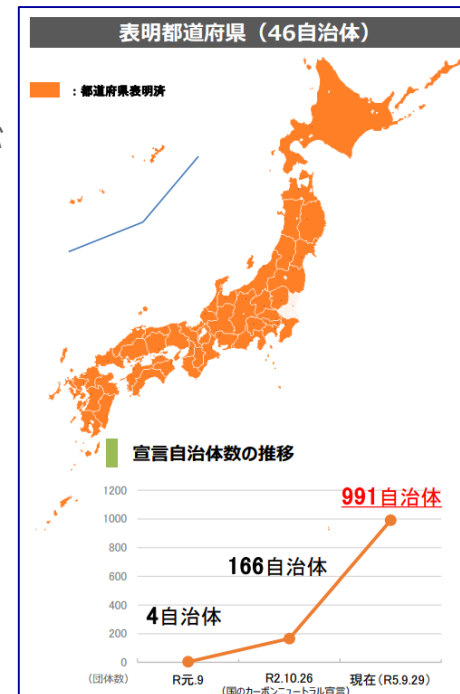 表明都道府県（46自治体）
：都道府県表明済
宣言自治体数の推移
1200
1000
800
600
400
200
0
991自治体
166自治体
4自治体
（団体数）
R元.9
R2.10.26
現在（R5.9.29）
（国のカーボンニュートラル宣言）